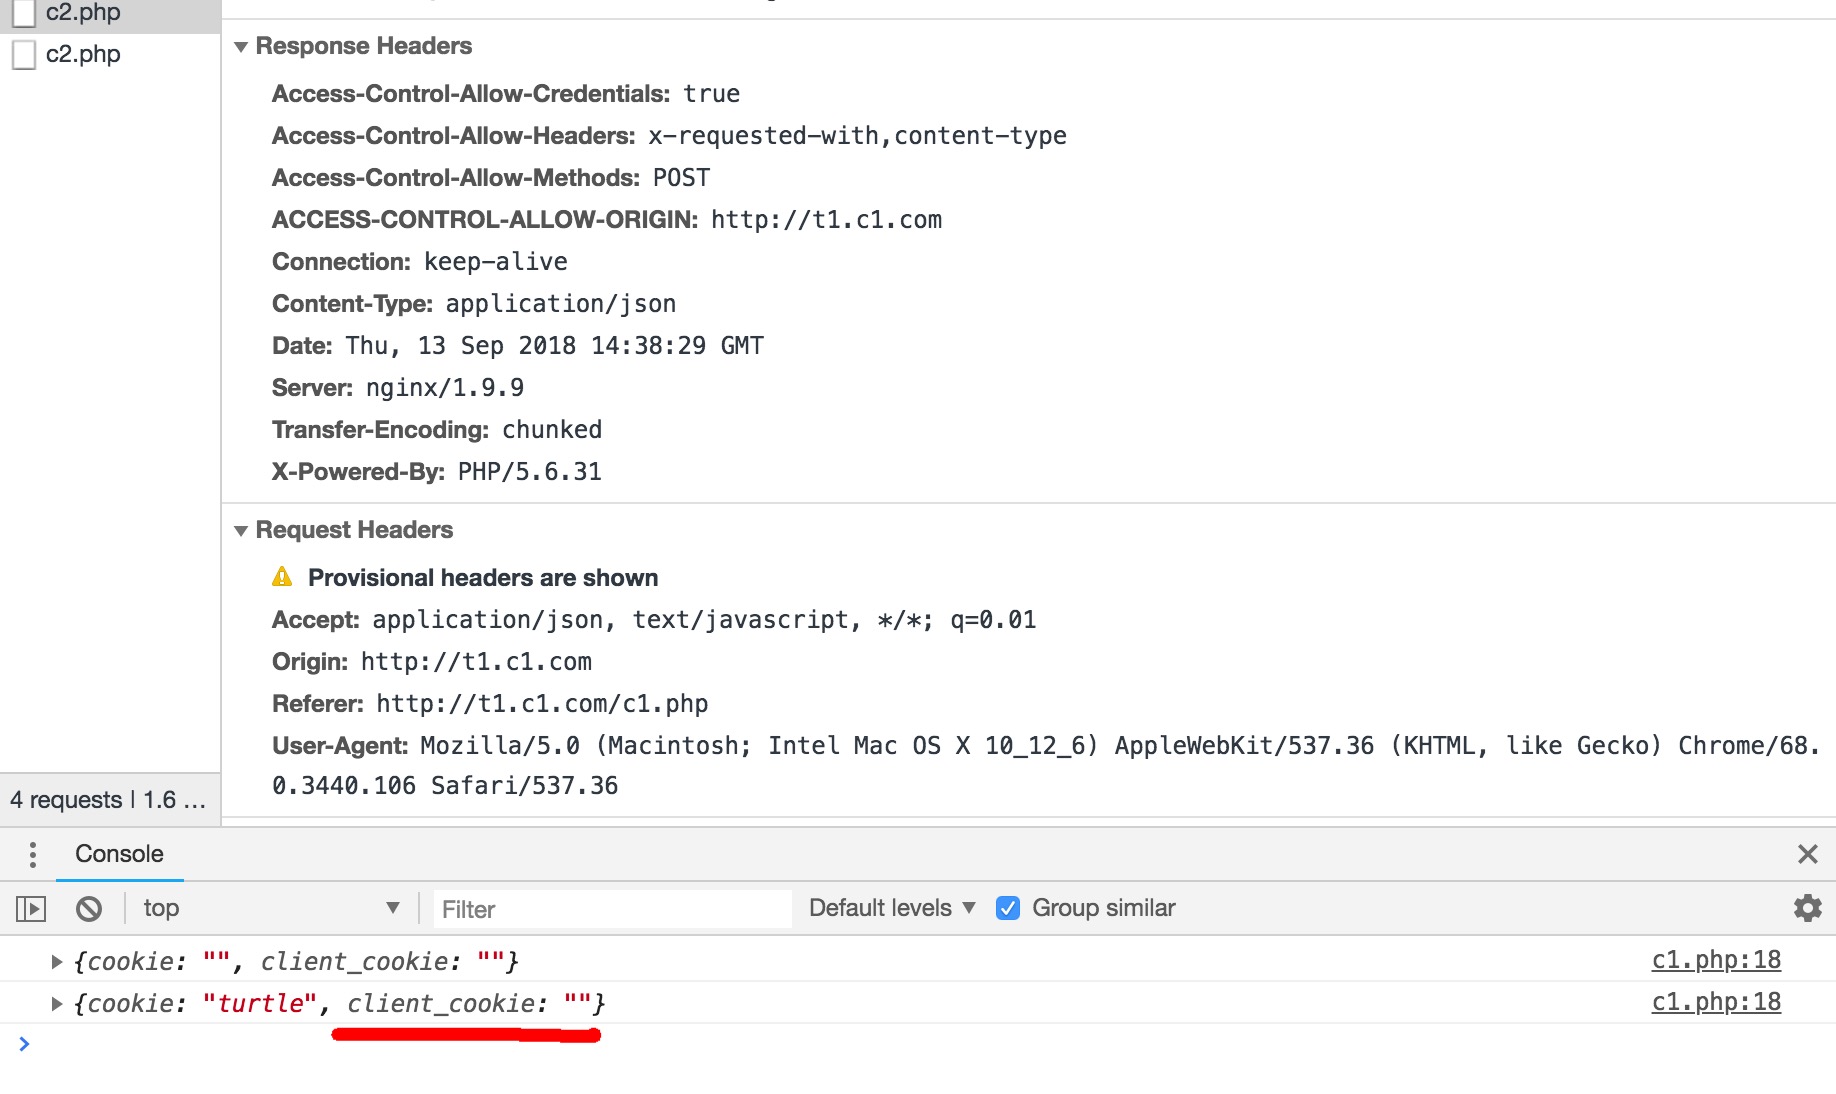 c2.php
c2.php
Response Headers
Access-Control-Allow-Credentials: true
Access-Control-Allow-Headers: x-requested-with,content-type
Access-Control-Allow-Methods: POST
ACCESS-CONTROL-ALLOW-ORIGIN: http://t1.c1.com
Connection: keep-alive
Content-Type: application/json
Date: Thu, 13 Sep 2018 14:38:29 GMT
Server: nginx/1.9.9
Transfer-Encoding: chunked
X-Powered-By: PHP/5.6.31
Request Headers
Provisional headers are shown
Accept: application/json, text/javascript, */*; q=0.01
Origin: http://t1.c1.com
Referer: http://t1.c1.com/c1.php
User-Agent: Mozilla/5.0 (Macintosh; Intel Mac OS X 10_12_6) AppleWebKit/537.36 (KHTML, like Gecko) Chrome/68.
0.3440.106 Safari/537.36
4 requests | 1.6 ...
Console
top Filter Default levels Group similar
{cookie: "", client_cookie: ""} c1.php:18
{cookie: "turtle", client_cookie: ""} c1.php:18